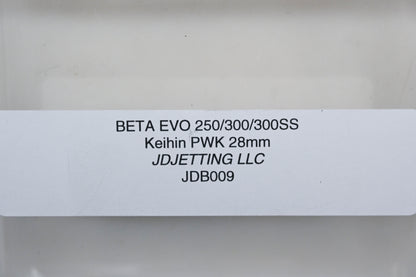 BETA EVO 250/300/300SS
Keihin PWK 28mm
JDJETTING LLC
JDB009